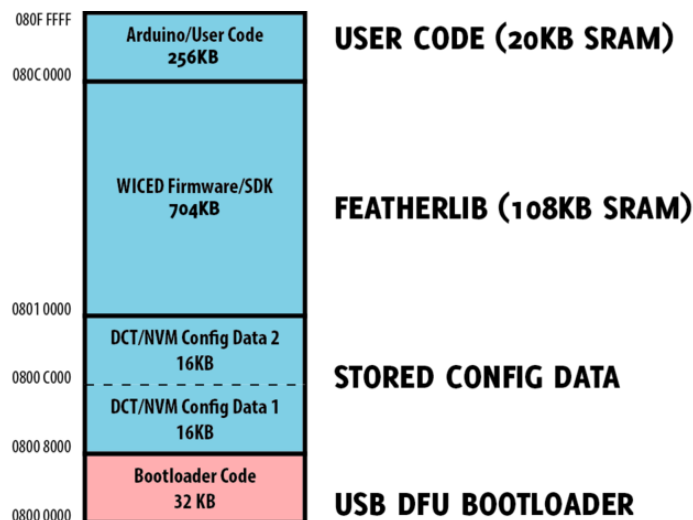 080F FFFF
Arduino/User Code
256KB
USER CODE (20KB SRAM)
080C 0000
WICED Firmware/SDK
704KB
FEATHERLIB (108KB SRAM)
0801 0000
DCT/NVM Config Data 2
16KB
0800 C000
STORED CONFIG DATA
DCT/NVM Config Data 1
16KB
0800 8000
Bootloader Code
32 KB
USB DFU BOOTLOADER
0800 0000